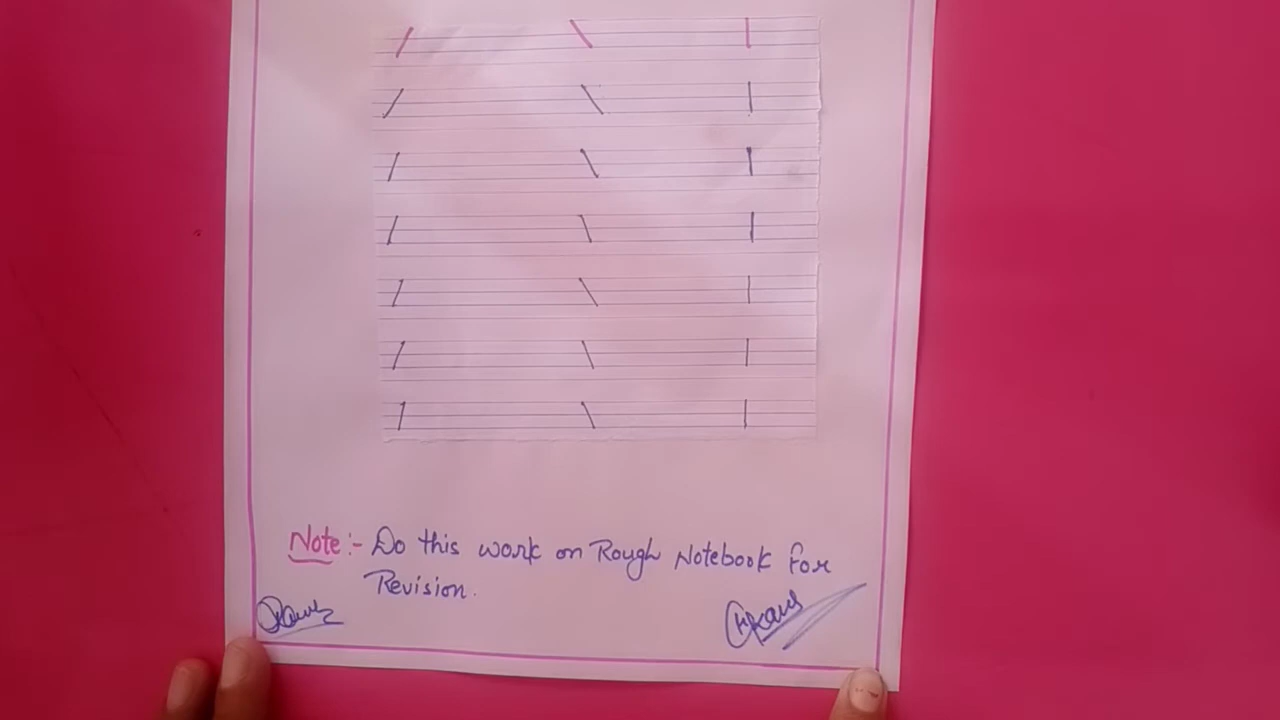 / \ |
/ \ |
/ \ |
/ \ |
/ \ |
/ \ |
/ \ |
Note:- Do this work on Rough Notebook For
Revision.